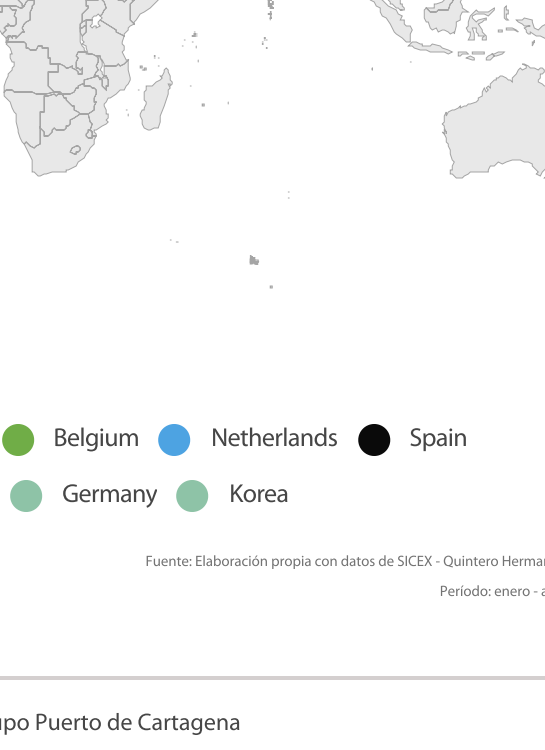 Belgium Netherlands Spain
Germany Korea
Fuente: Elaboración propia con datos de SICEX - Quintero
Período: enero -
Puerto de Cartagena